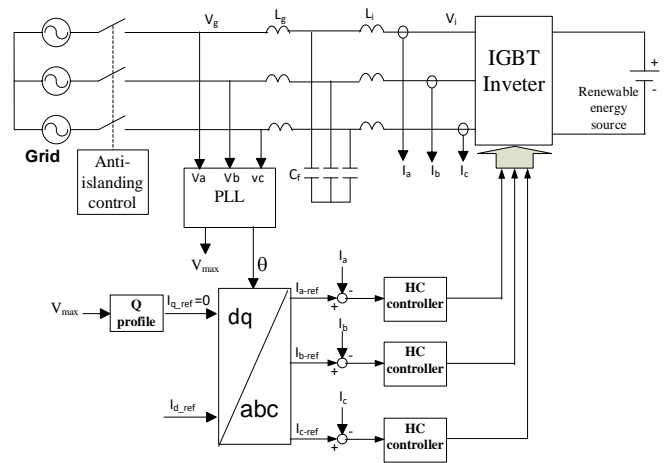 Vg
Lg
Li
Vi
IGBT
Inveter
+
-
Renewable
energy
source
Grid
Anti-
islanding
control
Va
Vb
vc
PLL
Cf
Ia
Ib
Ic
Vmax
θ
Vmax
Q
profile
Iq_ref=0
dq
abc
Id_ref
Ia-ref
Ia
+
-
HC
controller
Ib-ref
Ib
+
-
HC
controller
Ic-ref
Ic
+
-
HC
controller